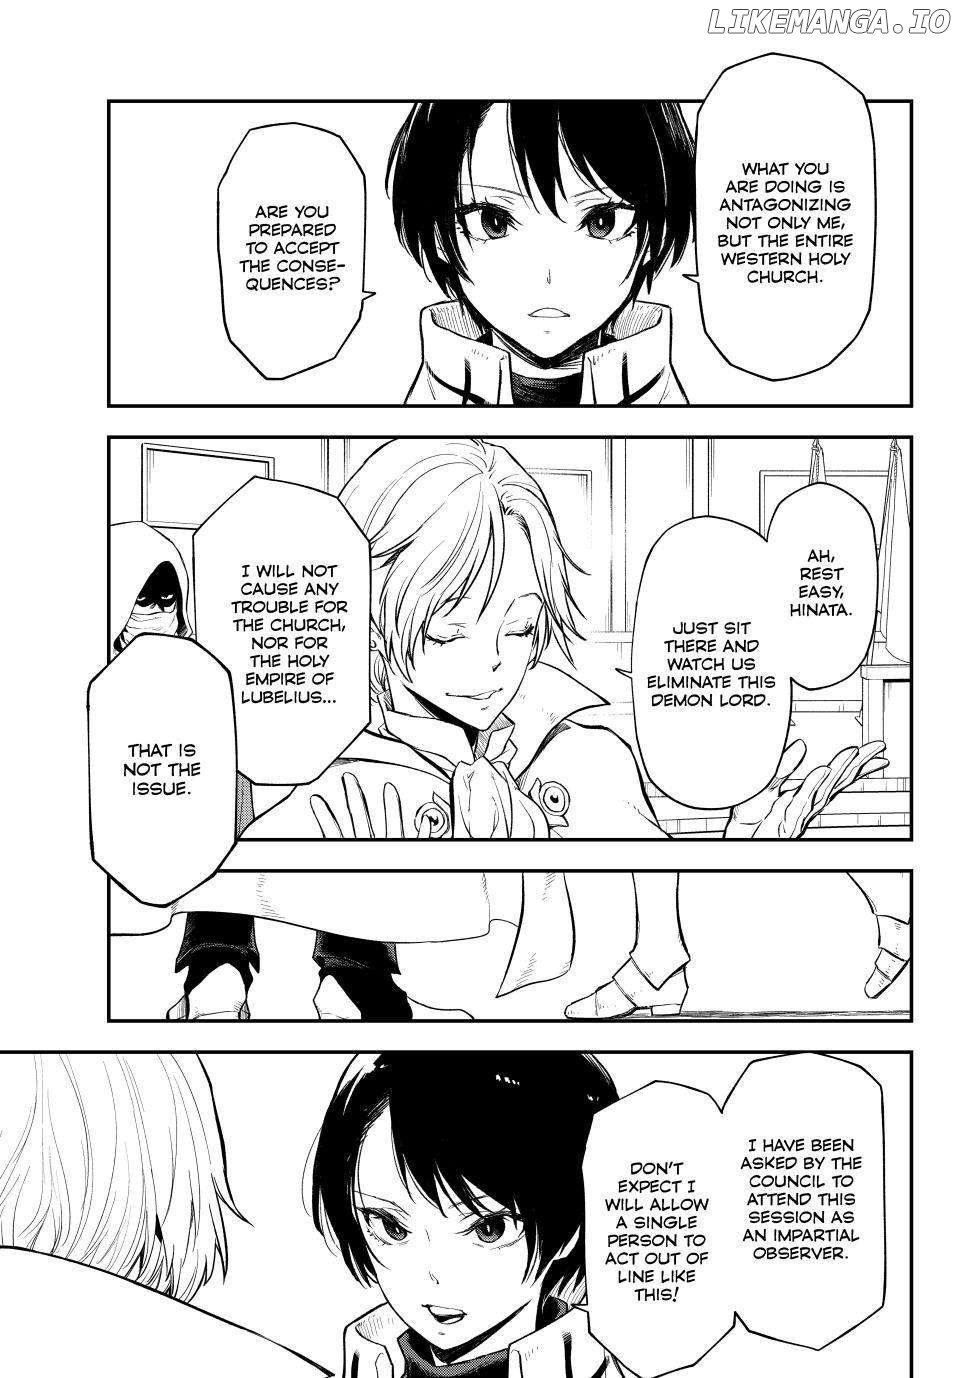 LIKEMANGA.IO
WHAT YOU
ARE DOING IS
ANTAGONIZING
NOT ONLY ME,
BUT THE ENTIRE
WESTERN HOLY
CHURCH.
ARE YOU
PREPARED
TO ACCEPT
THE CONSE-
QUENCES?
AH,
REST
EASY,
HINATA.
JUST SIT
THERE AND
WATCH US
ELIMINATE THIS
DEMON LORD.
I WILL NOT
CAUSE ANY
TROUBLE FOR
THE CHURCH,
NOR FOR
THE HOLY
EMPIRE OF
LUBELIUS...
THAT IS
NOT THE
ISSUE.
I HAVE BEEN
ASKED BY THE
COUNCIL TO
ATTEND THIS
SESSION AS
AN IMPARTIAL
OBSERVER.
DON'T
EXPECT I
WILL ALLOW
A SINGLE
PERSON TO
ACT OUT OF
LINE LIKE
THIS!